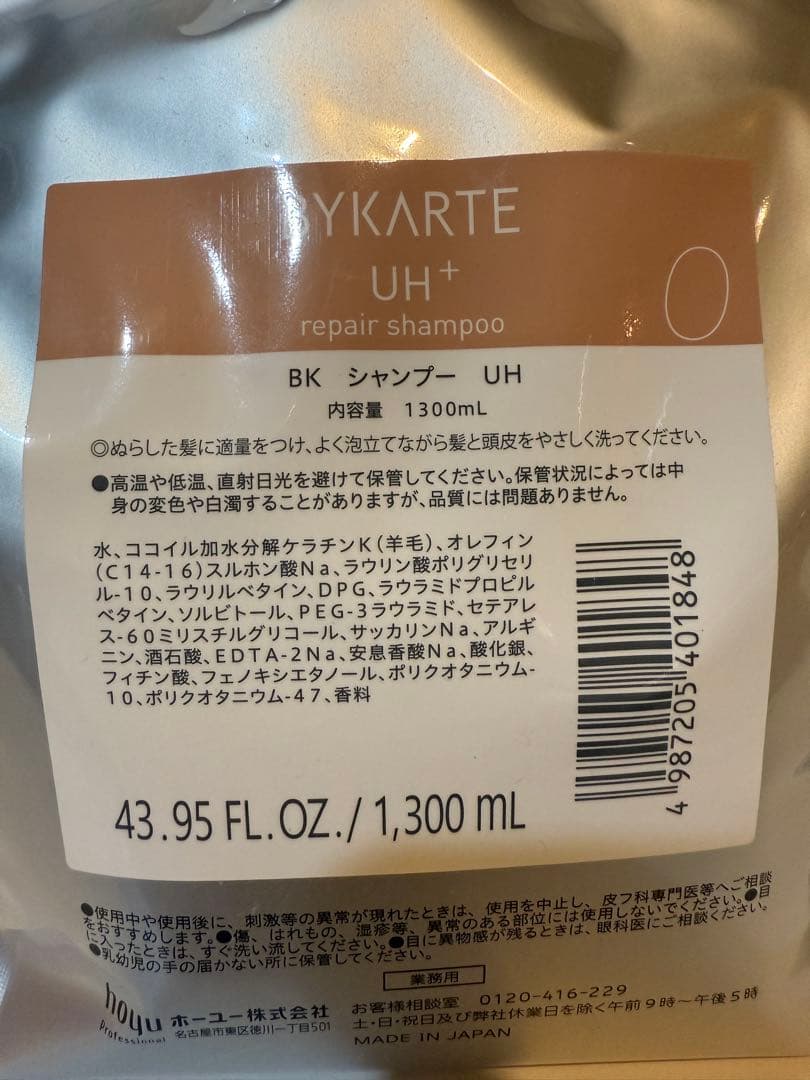 BYKARTE
UH+
repair shampoo
BK シャンプー UH
内容量 1300mL
◎ぬらした髪に適量をつけ、よく泡立てながら髪と頭皮をやさしく洗ってください。
●高温や低温、直射日光を避けて保管してください。保管状況によっては中
身の変色や白濁することがありますが、品質には問題ありません。
水、ココイル加水分解ケラチンK(羊毛)、オレフィン
(C14-16)スルホン酸Na、ラウリン酸ポリグリセリ
ル-10、ラウリルベタイン、DPG、ラウラミドプロピル
ベタイン、ソルビトール、PEG-3ラウラミド、セテアレ
ス-60ミリスチルグリコール、サッカリンNa、アルギ
ニン、酒石酸、EDTA-2Na、安息香酸Na、酸化銀、
フィチン酸、フェノキシエタノール、ポリクオタニウム-
10、ポリクオタニウム-47、香料
4 987205 401848
43.95 FL.OZ./1,300 mL
●使用中や使用後に、刺激等の異常が現れたときは、使用を中止し、皮フ科専門医等へご相談
をおすすめします。●傷、はれもの、湿疹等、異常のある部位には使用しないでください。●目
に入ったときは、すぐ洗い流してください。●目に異物感が残るときは、眼科医にご相談ください。
●乳幼児の手の届かない所に保管してください。
業務用
hoyu
Professional
ホーユー株式会社
名古屋市東区徳川一丁目501
お客様相談室 0120-416-229
土・日・祝日及び弊社休業日を除く午前9時〜午後5時
MADE IN JAPAN